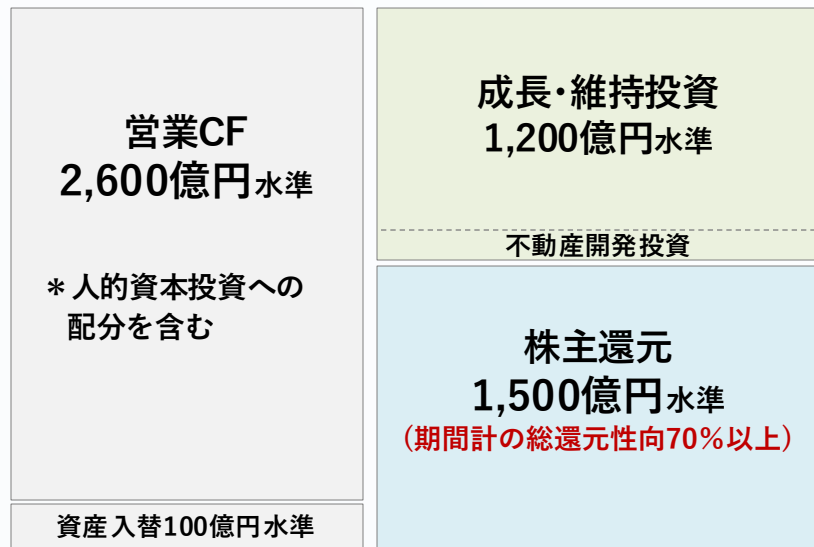 営業CF
2,600億円水準
＊人的資本投資への
配分を含む
資産入替100億円水準
成長･維持投資
1,200億円水準
不動産開発投資
株主還元
1,500億円水準
(期間計の総還元性向70％以上)